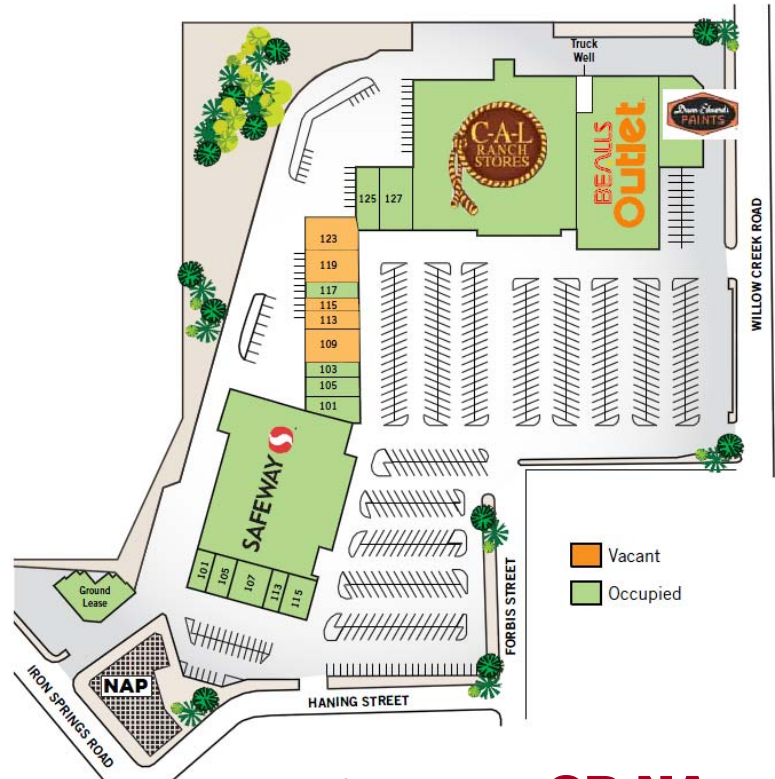 Truck
Well
C-A-L
RANCH
STORES
BEALLS
Outlet
Dunn-Edwards
PAINTS
125
127
123
119
117
115
113
109
103
105
101
WILLOW CREEK ROAD
SAFEWAY
101
105
107
113
115
Ground
Lease
Vacant
Occupied
FORBIS STREET
NAP
IRON SPRINGS ROAD
HANING STREET